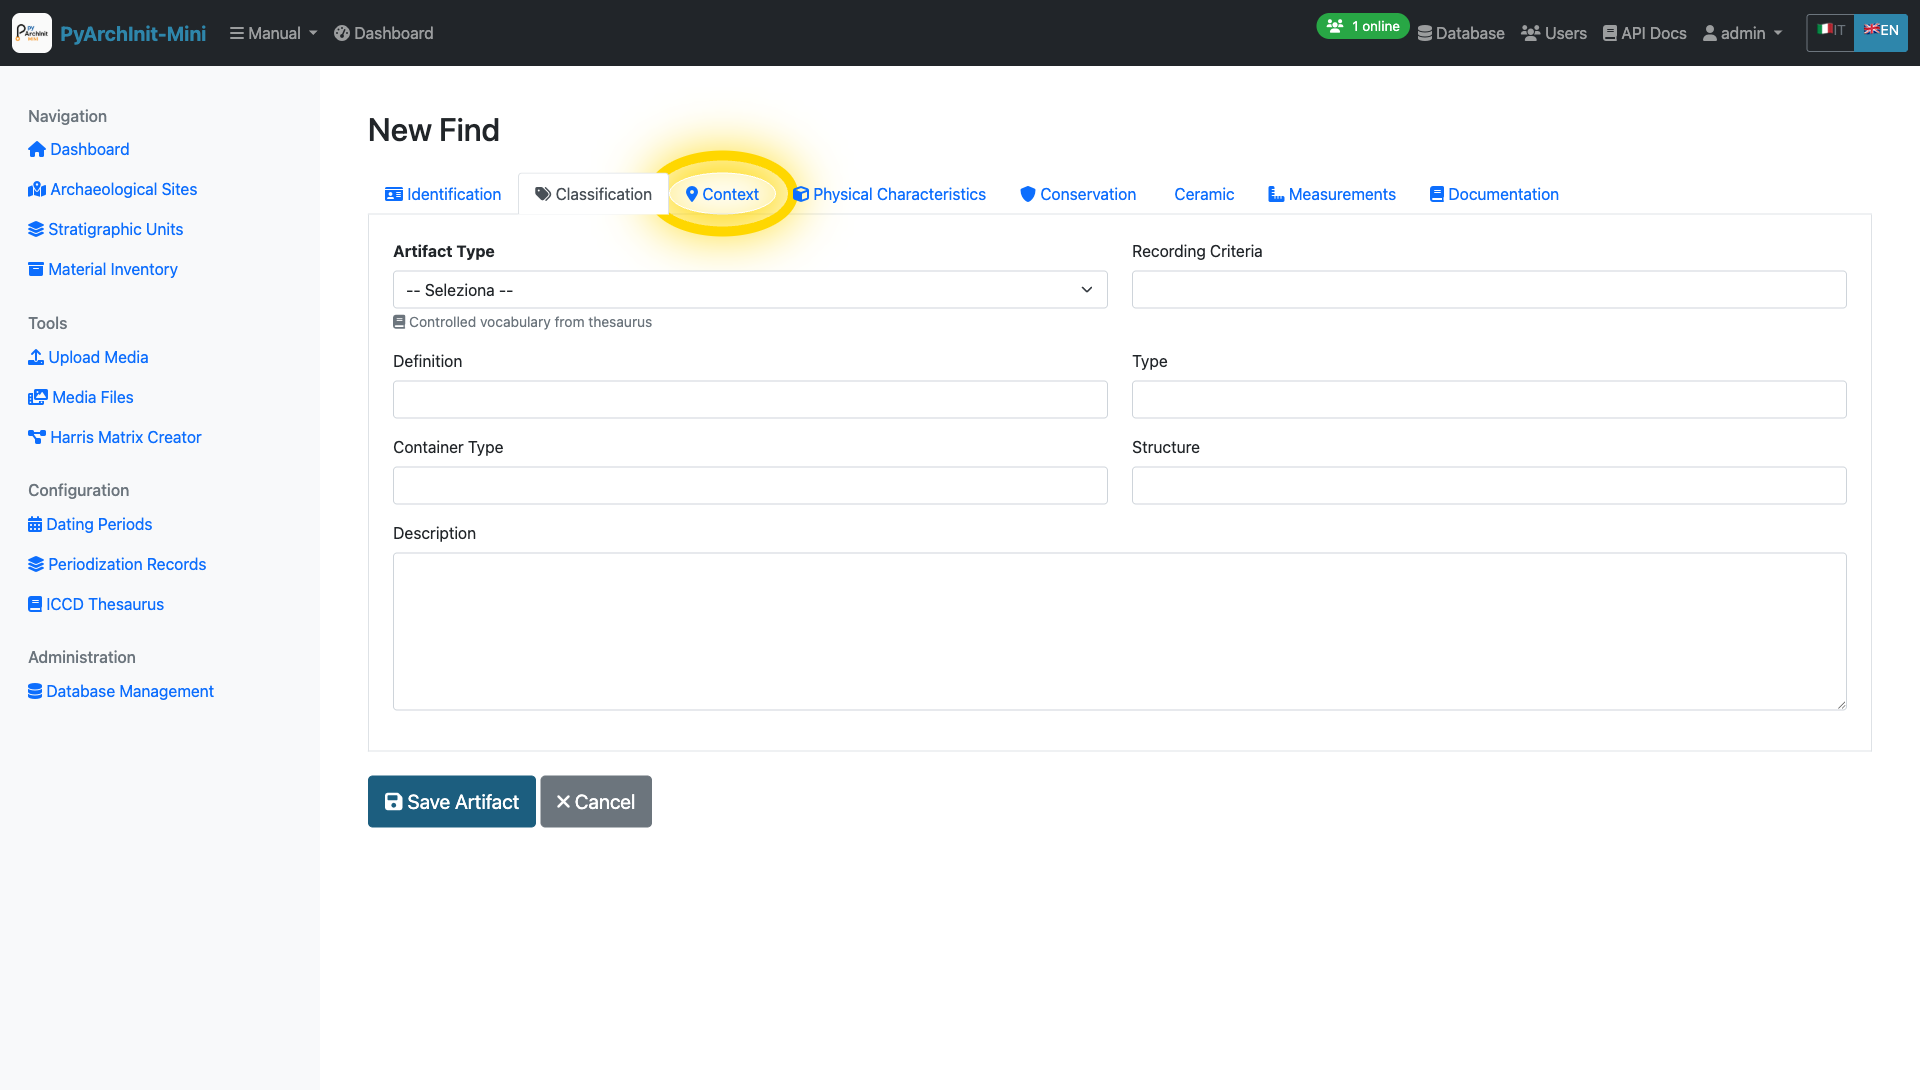 PyArchInit-Mini
Manual
Dashboard
1 online
Database
Users
API Docs
admin
IT
EN
Navigation
Dashboard
Archaeological Sites
Stratigraphic Units
Material Inventory
Tools
Upload Media
Media Files
Harris Matrix Creator
Configuration
Dating Periods
Periodization Records
ICCD Thesaurus
Administration
Database Management
New Find
Identification
Classification
Context
Physical Characteristics
Conservation
Ceramic
Measurements
Documentation
Artifact Type
Recording Criteria
-- Seleziona --
Controlled vocabulary from thesaurus
Definition
Type
Container Type
Structure
Description
Save Artifact
Cancel